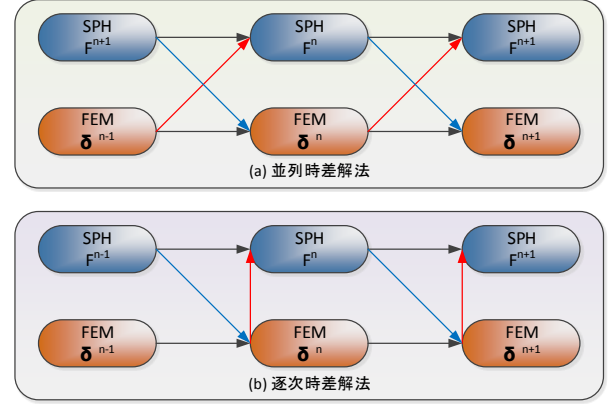 SPH
F^{n+1}
SPH
F^{n}
SPH
F^{n+1}
FEM
δ^{n-1}
FEM
δ^{n}
FEM
δ^{n+1}
(a) 並列時差解法
SPH
F^{n-1}
SPH
F^{n}
SPH
F^{n+1}
FEM
δ^{n-1}
FEM
δ^{n}
FEM
δ^{n+1}
(b) 逐次時差解法